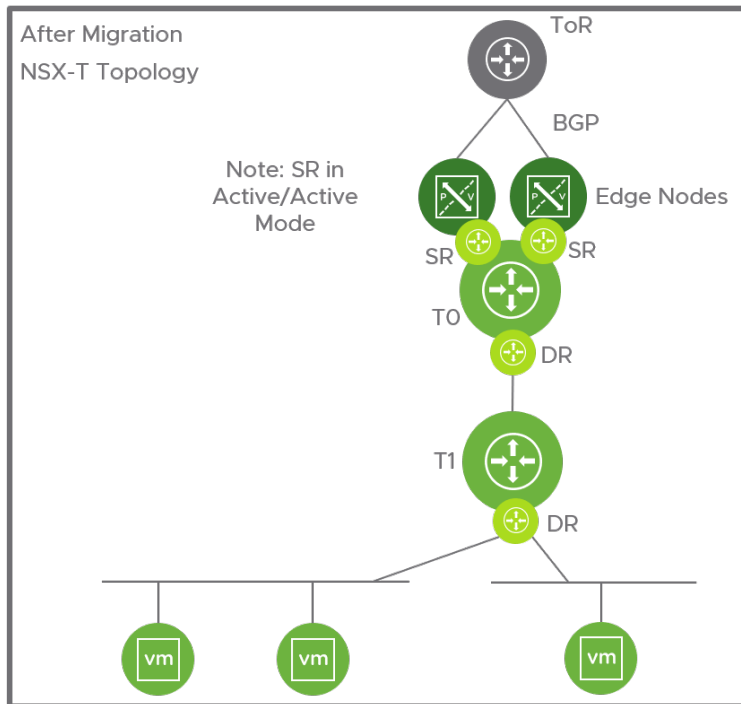 After Migration
NSX-T Topology
ToR
BGP
Note: SR in
Active/Active
Mode
P
V
P
V
Edge Nodes
SR
SR
T0
DR
T1
DR
vm
vm
vm